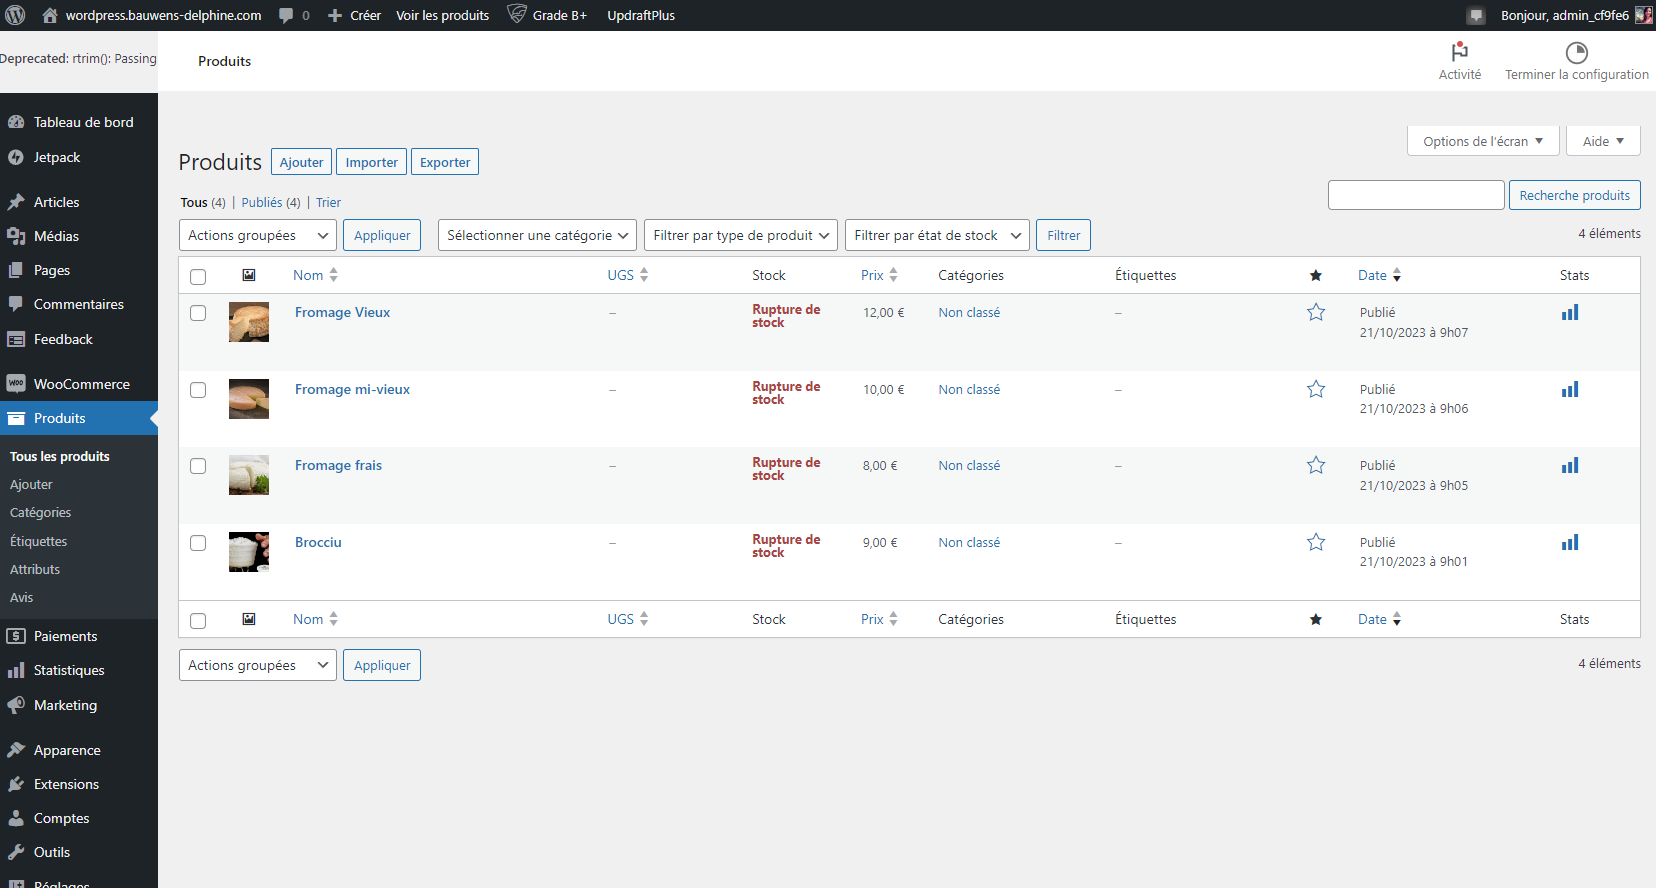 wordpress.bauwens-delphine.com 0 Créer Voir les produits Grade B+ UpdraftPlus Bonjour, admin_cf9fe6
Deprecated: rtrim(): Passing
Produits
Activité
Terminer la configuration
Tableau de bord
Jetpack
Articles
Médias
Pages
Commentaires
Feedback
WooCommerce
Produits
Tous les produits
Ajouter
Catégories
Étiquettes
Attributs
Avis
Paiements
Statistiques
Marketing
Apparence
Extensions
Comptes
Outils
Réglages
Options de l'écran Aide
Produits Ajouter Importer Exporter
Tous (4) | Publiés (4) | Trier
Recherche produits
Actions groupées Appliquer Sélectionner une catégorie Filtrer par type de produit Filtrer par état de stock Filtrer 4 éléments
Nom UGS Stock Prix Catégories Étiquettes Date Stats
Fromage Vieux – Rupture de stock 12,00 € Non classé – Publié
21/10/2023 à 9h07
Fromage mi-vieux – Rupture de stock 10,00 € Non classé – Publié
21/10/2023 à 9h06
Fromage frais – Rupture de stock 8,00 € Non classé – Publié
21/10/2023 à 9h05
Brocciu – Rupture de stock 9,00 € Non classé – Publié
21/10/2023 à 9h01
Nom UGS Stock Prix Catégories Étiquettes Date Stats
Actions groupées Appliquer 4 éléments